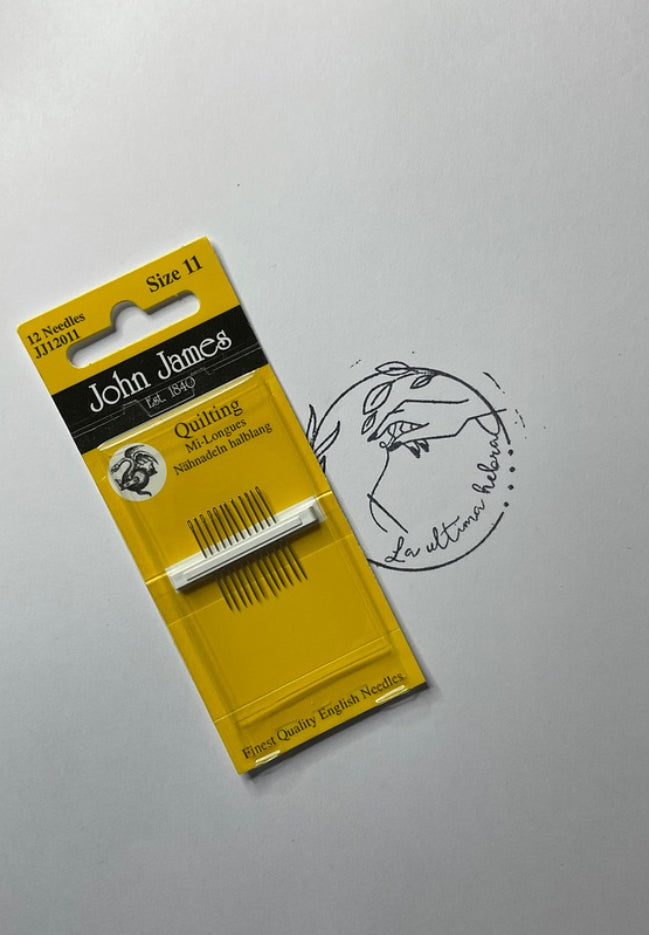 Size 11
12 Needles
JJ12011
John James
Est. 1840
Quilting
Mi-Longues
Nähnadeln halblang
Finest Quality English Needles
La ultima hebra